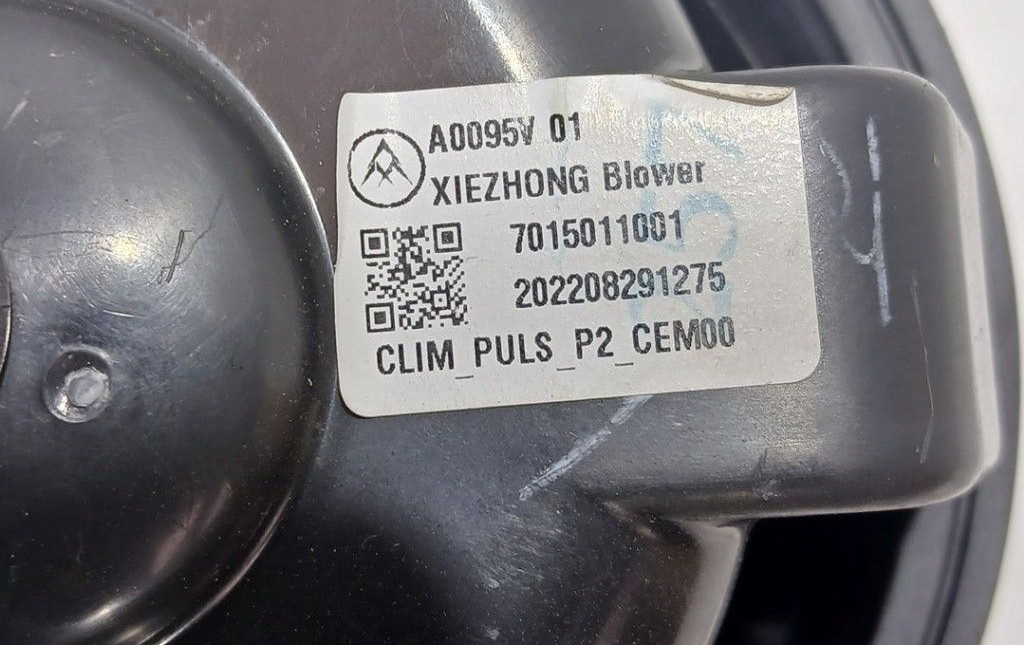 A0095V 01
XIEZHONG Blower
7015011001
202208291275
CLIM_PULS_P2_CEM00